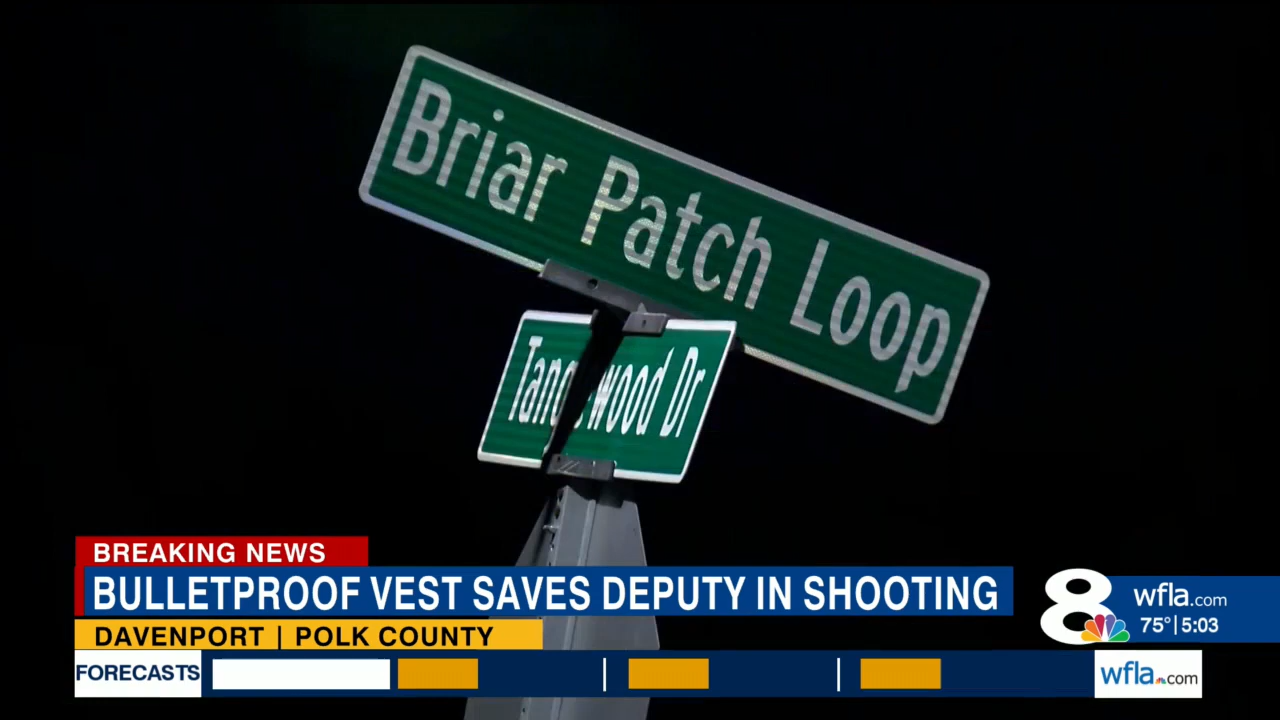 Briar Patch Loop
wood Dr
BREAKING NEWS
BULLETPROOF VEST SAVES DEPUTY IN SHOOTING
DAVENPORT | POLK COUNTY
8
wfla.com
75° | 5:03
FORECASTS
wfla.com